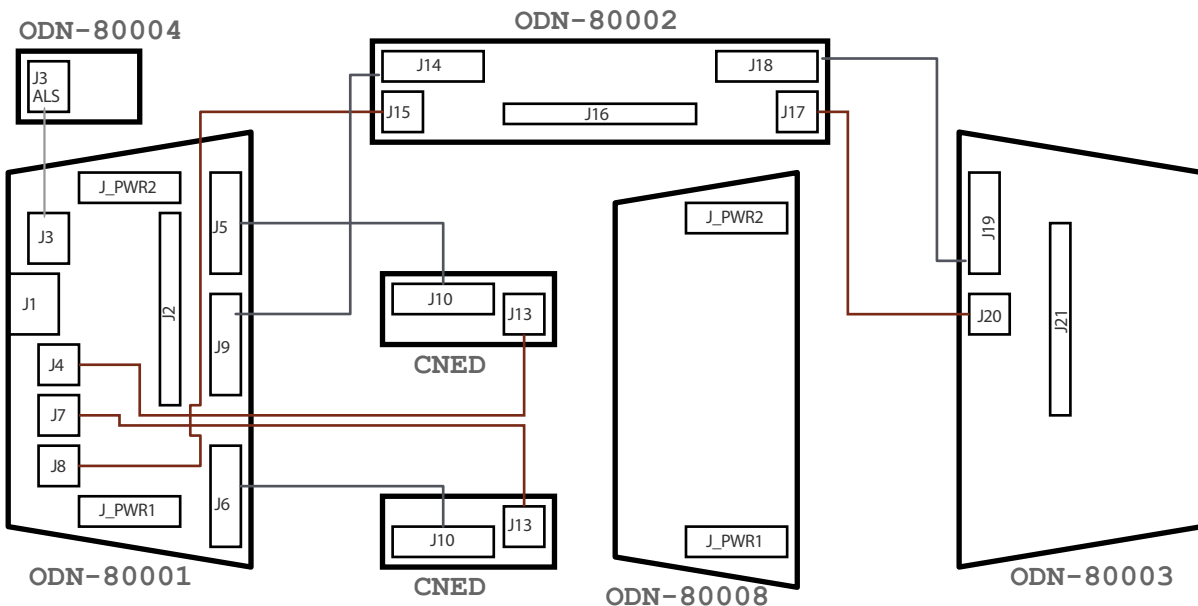 ODN-80004
J3
ALS
ODN-80002
J14
J18
J15
J16
J17
J_PWR2
J3
J5
J1
J2
J9
J4
J7
J8
J6
J_PWR1
ODN-80001
J10
J13
CNED
J13
J10
CNED
J_PWR2
J_PWR1
ODN-80008
J19
J20
J21
ODN-80003